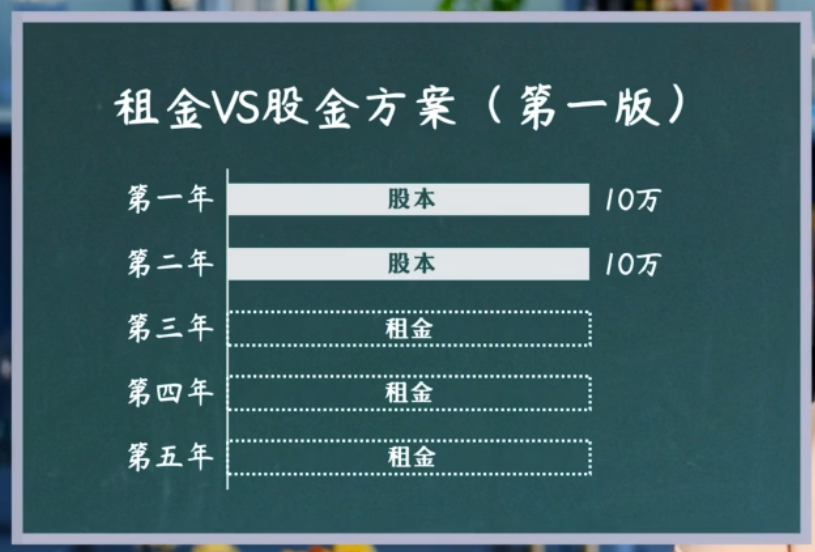 租金VS股金方案（第一版）
第一年 股本 10万
第二年 股本 10万
第三年 租金
第四年 租金
第五年 租金